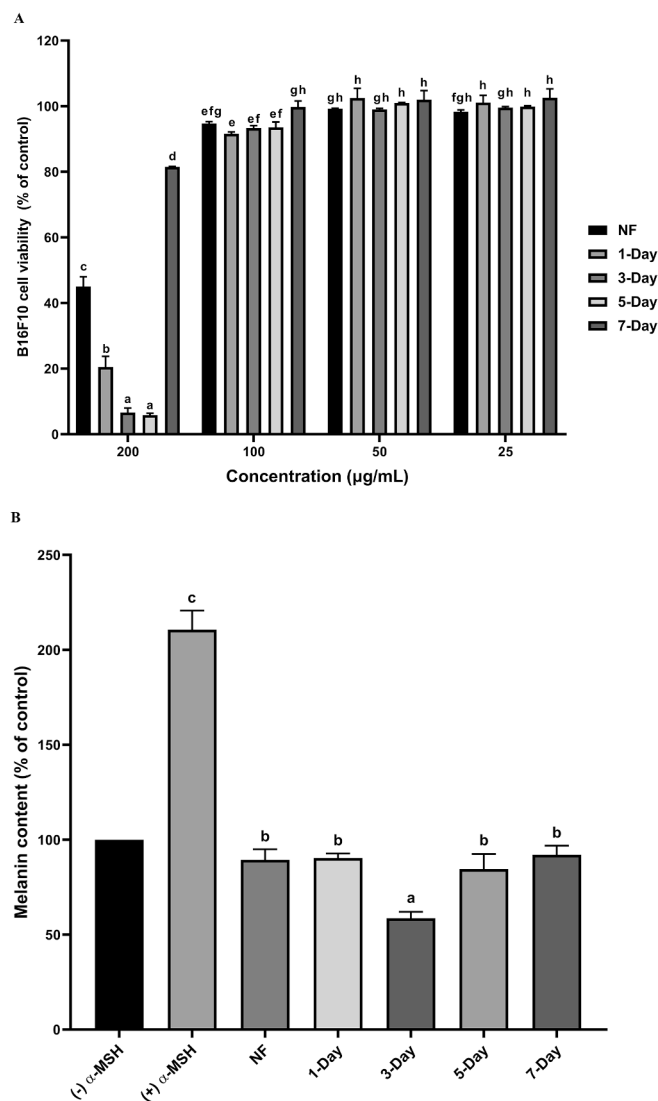 A
B16F10 cell viability (% of control)
120
100
80
60
40
20
0
c
b
a
a
d
efg
e
ef
ef
gh
gh
h
gh
h
h
fgh
h
gh
h
h
200
100
50
25
Concentration (µg/mL)
NF
1-Day
3-Day
5-Day
7-Day
B
Melanin content (% of control)
250
200
150
100
50
0
c
b
b
a
b
b
(-) α-MSH
(+) α-MSH
NF
1-Day
3-Day
5-Day
7-Day